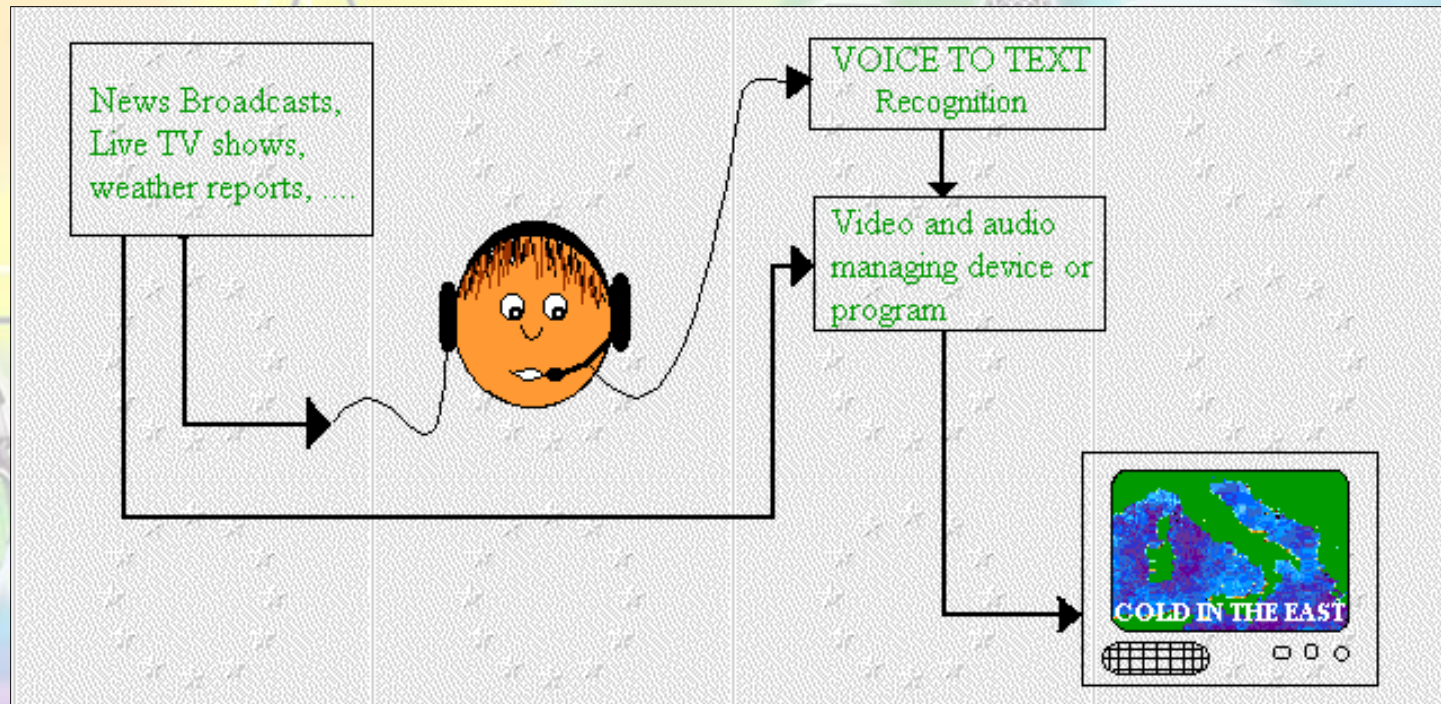 News Broadcasts,
Live TV shows,
weather reports, ....
VOICE TO TEXT
Recognition
Video and audio
managing device or
program
COLD IN THE EAST